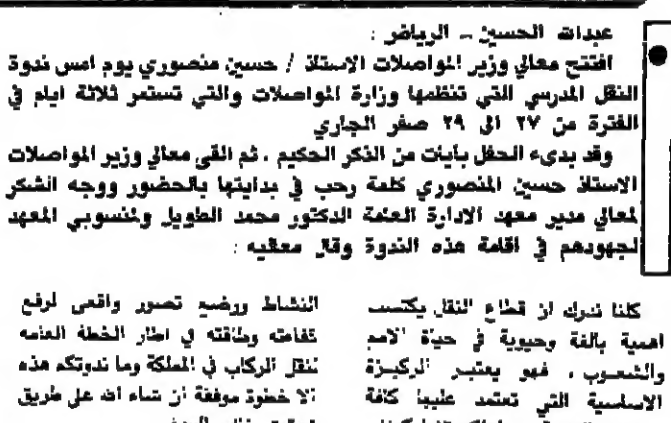 عبدالله الحسين - الرياض :
افتتح معالي وزير المواصلات الاستاذ / حسين منصوري يوم امس ندوة
النقل المدرسي التي تنظمها وزارة المواصلات والتي تستمر ثلاثة ايام في
الفترة من ٢٧ الى ٢٩ صفر الجاري
وقد بدىء الحفل بآيات من الذكر الحكيم . ثم القى معالي وزير المواصلات
الاستاذ حسين المنصوري كلمة رحب في بدايتها بالحضور ووجه الشكر
لمعالي مدير معهد الادارة العامة الدكتور محمد الطويل ولمنسوبي المعهد
لجهودهم في اقامة هذه الندوة وقال معاليه :
كلنا ندرك ان قطاع النقل يكتسب
اهمية بالغة وحيوية في حياة الامم
والشعوب ، فهو يعتبر الركيزة
الاساسية التي تعتمد عليها كافة
النشاط ووضع تصور واقعى لرفع
كفاءته وطاقته في اطار الخطة العامه
لنقل الركاب في المملكة وما ندوتكم هذه
الا خطوة موفقة ان شاء الله على طريق